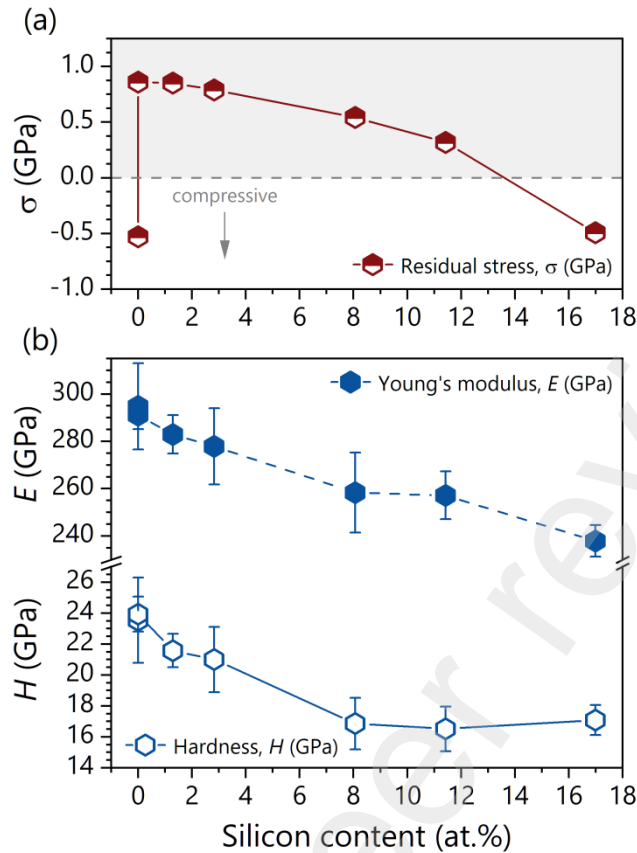 (a)
1.0
0.5
0.0
-0.5
-1.0
σ (GPa)
compressive
Residual stress, σ (GPa)
0 2 4 6 8 10 12 14 16 18
(b)
300
280
260
240
E (GPa)
Young's modulus, E (GPa)
26
24
22
20
18
16
14
H (GPa)
Hardness, H (GPa)
0 2 4 6 8 10 12 14 16 18
Silicon content (at.%)